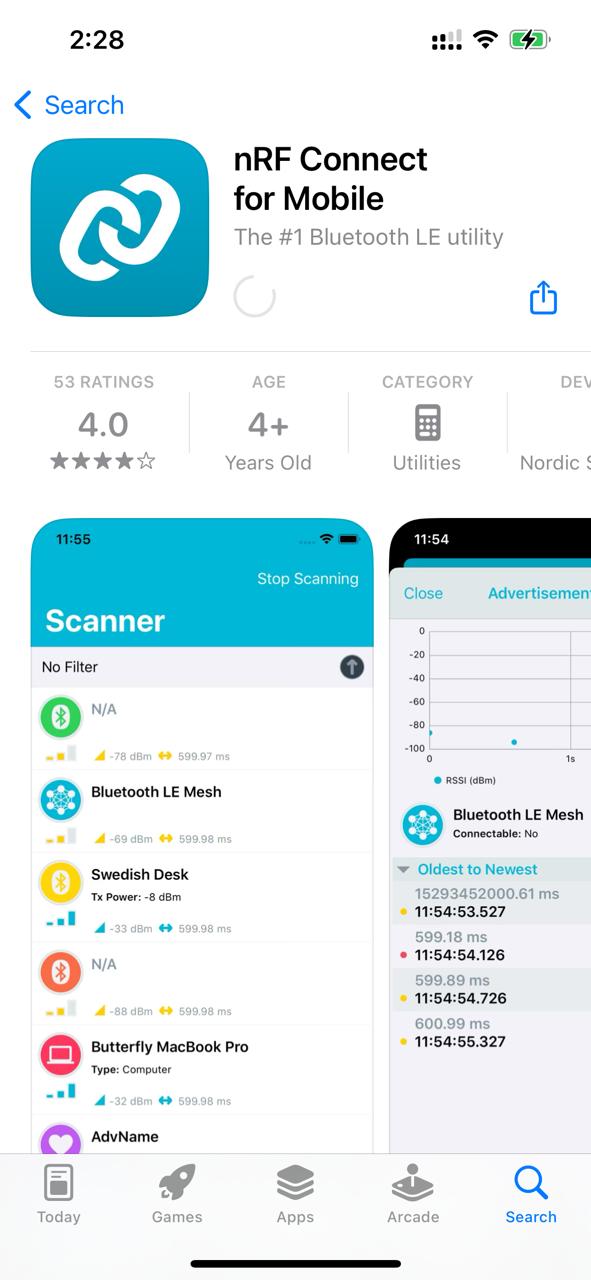 2:28
Search
nRF Connect
for Mobile
The #1 Bluetooth LE utility
53 RATINGS
4.0
AGE
4+
Years Old
CATEGORY
Utilities
DEV
Nordic S
11:55
Stop Scanning
Scanner
No Filter
N/A
-78 dBm 599.97 ms
Bluetooth LE Mesh
-69 dBm 599.98 ms
Swedish Desk
Tx Power: -8 dBm
-33 dBm 599.98 ms
N/A
-88 dBm 599.98 ms
Butterfly MacBook Pro
Type: Computer
-32 dBm 599.98 ms
AdvName
11:54
Close Advertisemen
0
-20
-40
-60
-80
-100
0 1s
RSSI (dBm)
Bluetooth LE Mesh
Connectable: No
Oldest to Newest
15293452000.61 ms
11:54:53.527
599.18 ms
11:54:54.126
599.89 ms
11:54:54.726
600.99 ms
11:54:55.327
Today Games Apps Arcade Search